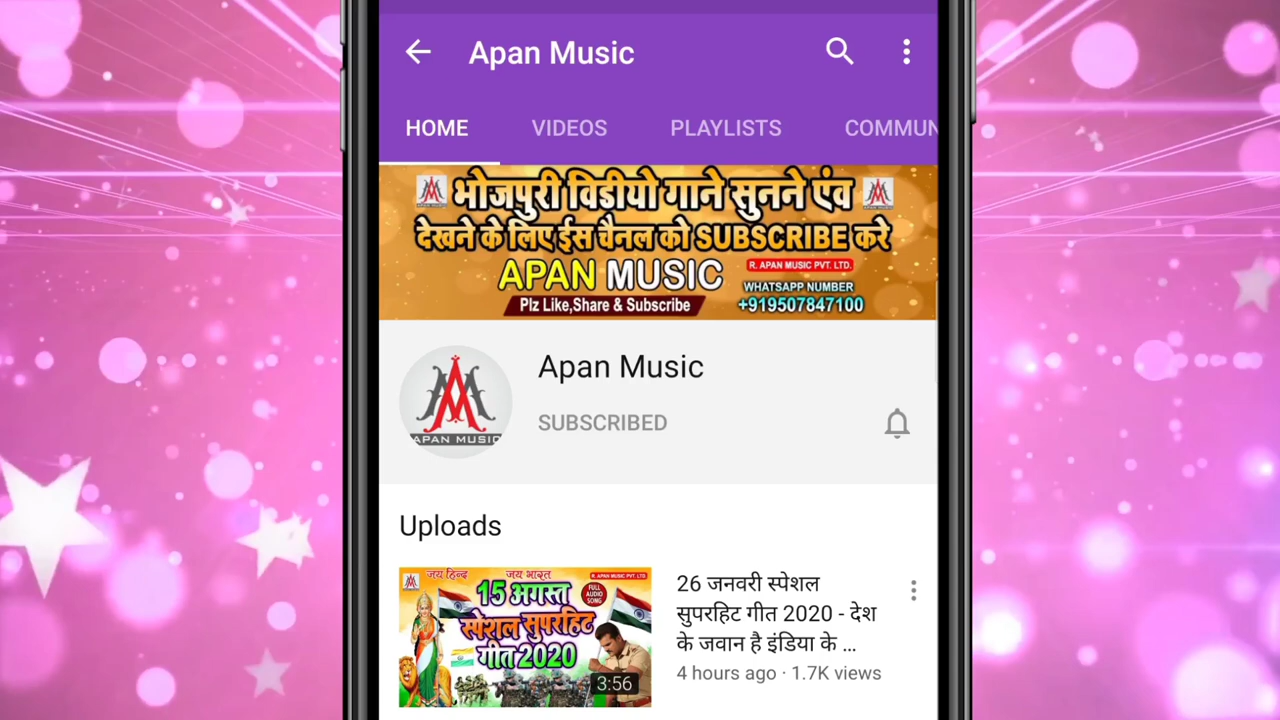 Apan Music
HOME VIDEOS PLAYLISTS COMMUN
भोजपुरी विडीयो गाने सुनने एंव
देखने के लिए ईस चैनल को SUBSCRIBE करे
APAN MUSIC
R. APAN MUSIC PVT. LTD.
WHATSAPP NUMBER
Plz Like,Share & Subscribe
+919507847100
Apan Music
SUBSCRIBED
APAN MUSIC
Uploads
जय हिन्द जय भारत
R. APAN MUSIC PVT. LTD
15 अगस्त
FULL
AUDIO
SONG
स्पेशल सुपरहिट
गीत 2020
3:56
26 जनवरी स्पेशल
सुपरहिट गीत 2020 - देश
के जवान है इंडिया के ...
4 hours ago · 1.7K views